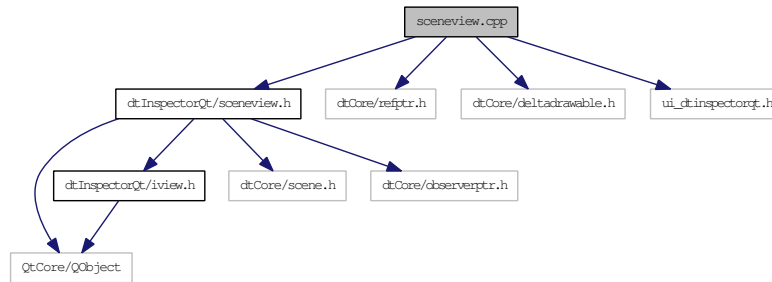 sceneview.cpp
dtInspectorQt/sceneview.h
dtCore/refptr.h
dtCore/deltadrawable.h
ui_dtinspectorqt.h
dtInspectorQt/iview.h
dtCore/scene.h
dtCore/observerptr.h
QtCore/QObject